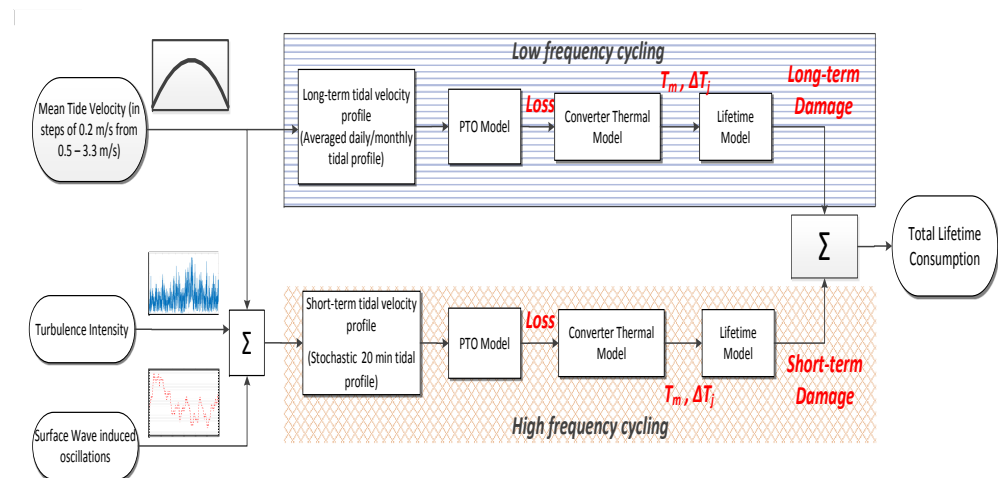 Low frequency cycling
Mean Tide Velocity (in
steps of 0.2 m/s from
0.5 – 3.3 m/s)
Long-term tidal velocity
profile
(Averaged daily/monthly
tidal profile)
PTO Model
Loss
Converter Thermal
Model
Tm , ΔTj
Lifetime
Model
Long-term
Damage
Σ
Total Lifetime
Consumption
Turbulence Intensity
Surface Wave induced
oscillations
Σ
Short-term tidal velocity
profile
(Stochastic 20 min tidal
profile)
PTO Model
Loss
Converter Thermal
Model
Tm , ΔTj
Lifetime
Model
Short-term
Damage
High frequency cycling